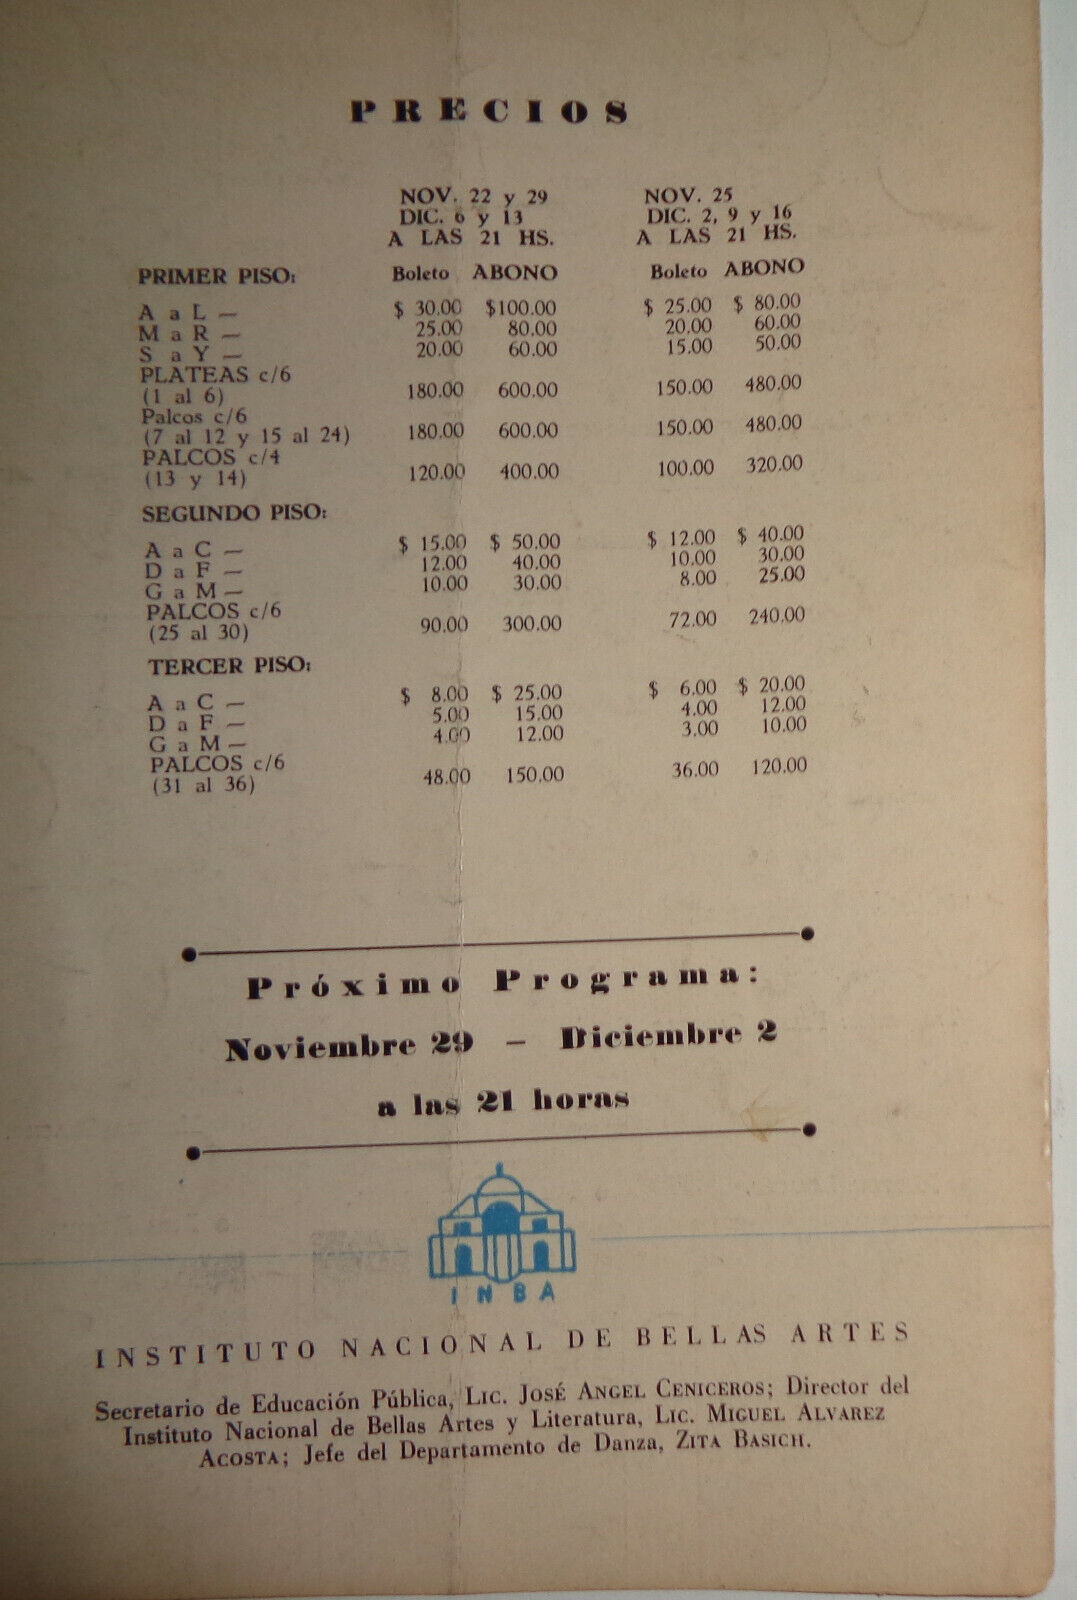 PRECIOS
NOV. 22 y 29 NOV. 25
DIC. 6 y 13 DIC. 2, 9 y 16
A LAS 21 HS. A LAS 21 HS.
PRIMER PISO: Boleto ABONO Boleto ABONO
A a L — $ 30.00 $100.00 $ 25.00 $ 80.00
M a R — 25.00 80.00 20.00 60.00
S a Y — 20.00 60.00 15.00 50.00
PLATEAS c/6
(1 al 6) 180.00 600.00 150.00 480.00
Palcos c/6
(7 al 12 y 15 al 24) 180.00 600.00 150.00 480.00
PALCOS c/4
(13 y 14) 120.00 400.00 100.00 320.00
SEGUNDO PISO:
A a C — $ 15.00 $ 50.00 $ 12.00 $ 40.00
D a F — 12.00 40.00 10.00 30.00
G a M — 10.00 30.00 8.00 25.00
PALCOS c/6
(25 al 30) 90.00 300.00 72.00 240.00
TERCER PISO:
A a C — $ 8.00 $ 25.00 $ 6.00 $ 20.00
D a F — 5.00 15.00 4.00 12.00
G a M — 4.00 12.00 3.00 10.00
PALCOS c/6
(31 al 36) 48.00 150.00 36.00 120.00
Próximo Programa:
Noviembre 29 – Diciembre 2
a las 21 horas
INBA
INSTITUTO NACIONAL DE BELLAS ARTES
Secretario de Educación Pública, LIC. JOSÉ ANGEL CENICEROS; Director del
Instituto Nacional de Bellas Artes y Literatura, LIC. MIGUEL ALVAREZ
ACOSTA; Jefe del Departamento de Danza, ZITA BASICH.